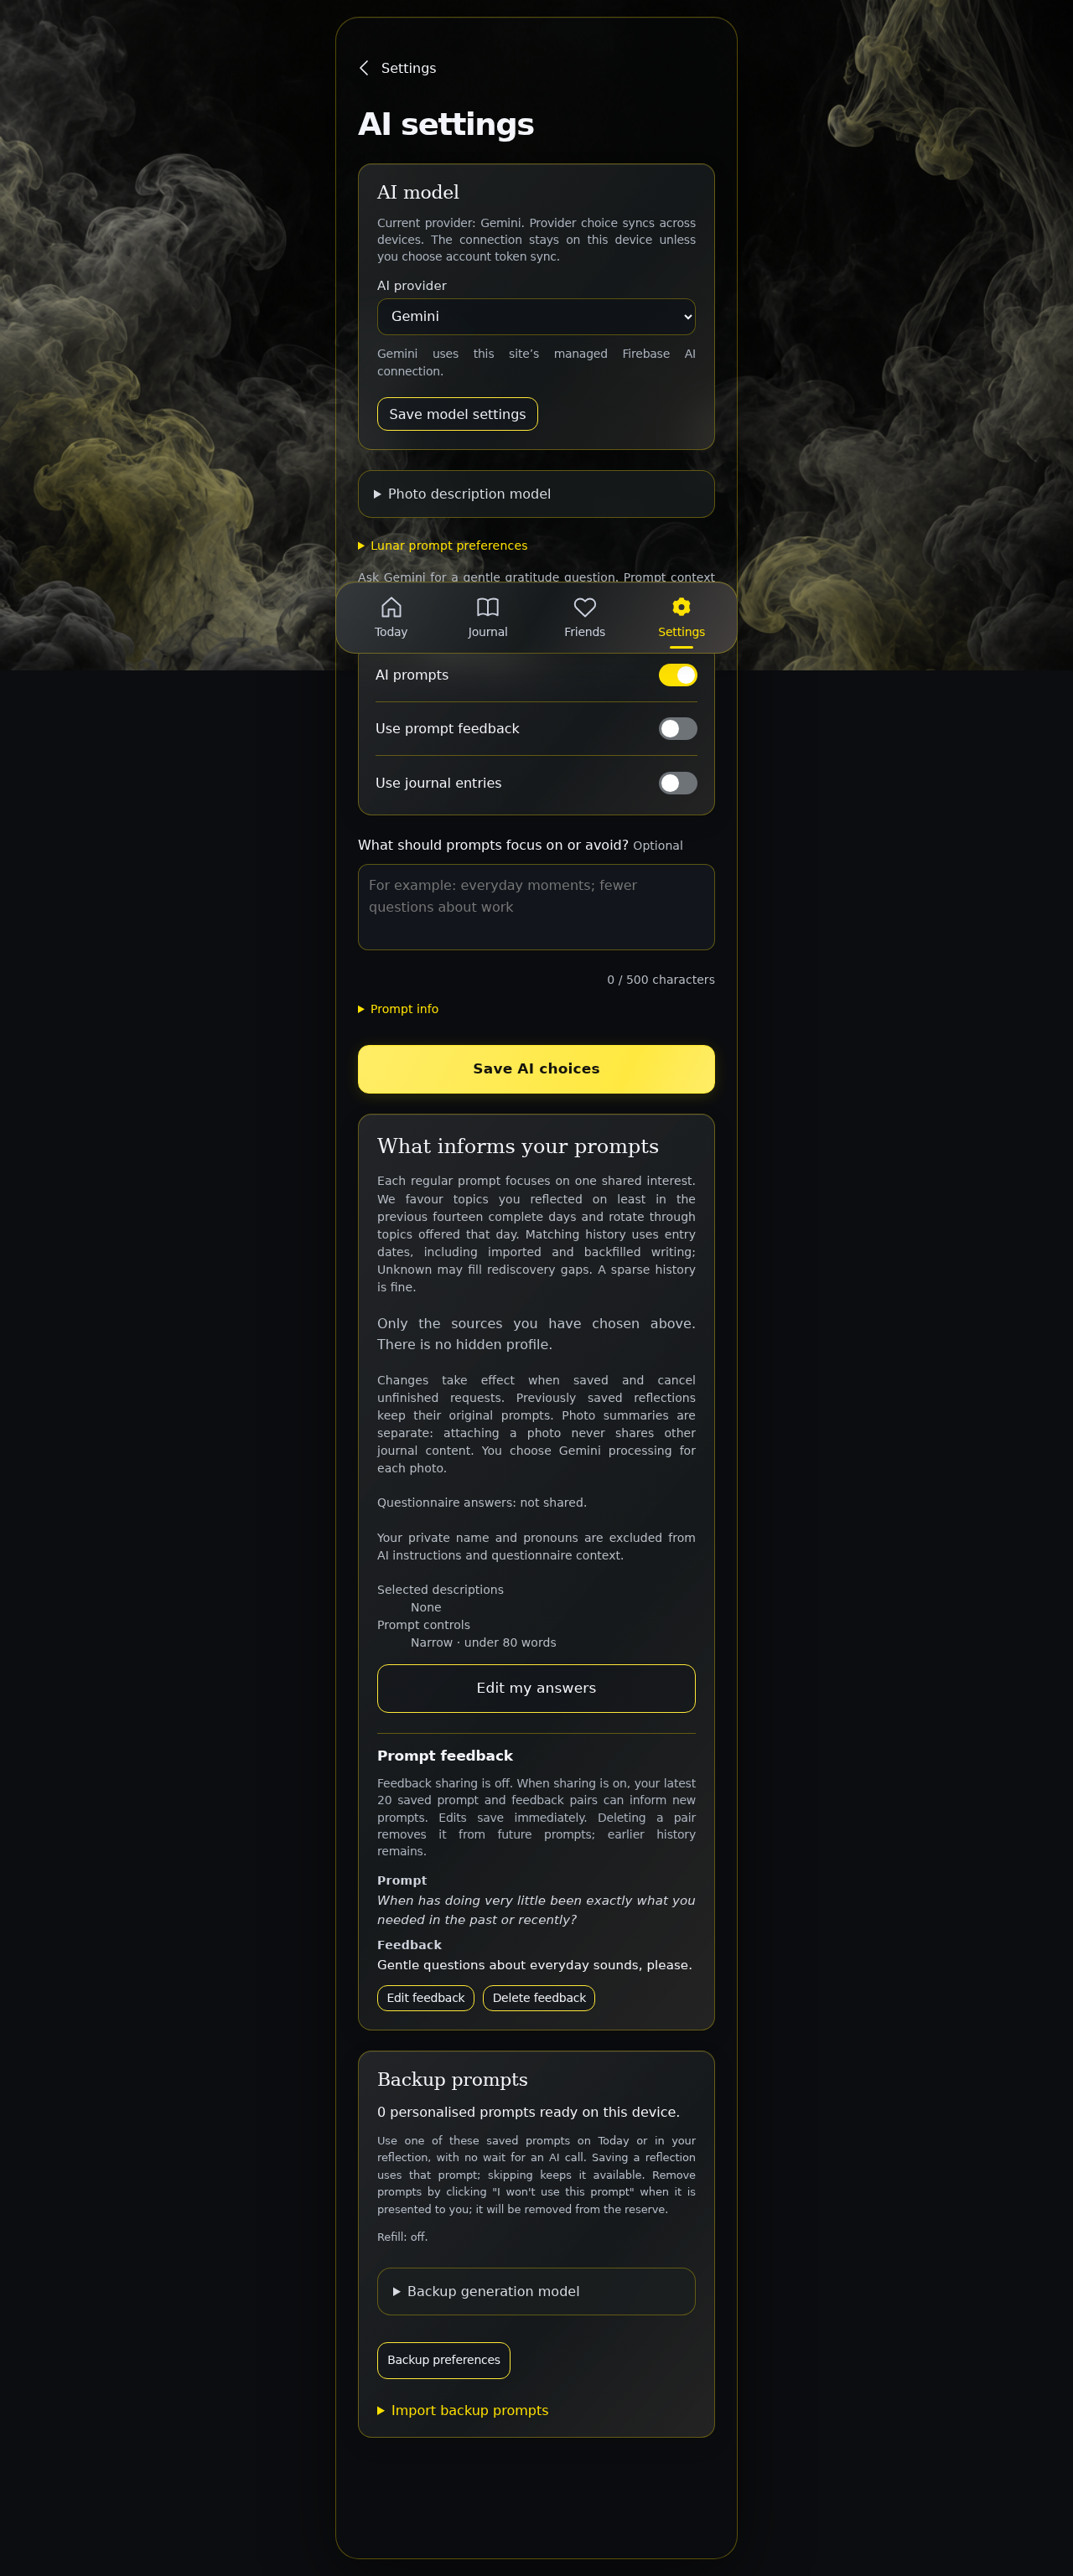 Settings
AI settings
AI model
Current provider: Gemini. Provider choice syncs across
devices. The connection stays on this device unless
you choose account token sync.
AI provider
Gemini
Gemini uses this site’s managed Firebase AI
connection.
Save model settings
Photo description model
Lunar prompt preferences
Ask Gemini for a gentle gratitude question. Prompt context
Today
Journal
Friends
Settings
AI prompts
Use prompt feedback
Use journal entries
What should prompts focus on or avoid? Optional
For example: everyday moments; fewer
questions about work
0 / 500 characters
Prompt info
Save AI choices
What informs your prompts
Each regular prompt focuses on one shared interest.
We favour topics you reflected on least in the
previous fourteen complete days and rotate through
topics offered that day. Matching history uses entry
dates, including imported and backfilled writing;
Unknown may fill rediscovery gaps. A sparse history
is fine.
Only the sources you have chosen above.
There is no hidden profile.
Changes take effect when saved and cancel
unfinished requests. Previously saved reflections
keep their original prompts. Photo summaries are
separate: attaching a photo never shares other
journal content. You choose Gemini processing for
each photo.
Questionnaire answers: not shared.
Your private name and pronouns are excluded from
AI instructions and questionnaire context.
Selected descriptions
None
Prompt controls
Narrow · under 80 words
Edit my answers
Prompt feedback
Feedback sharing is off. When sharing is on, your latest
20 saved prompt and feedback pairs can inform new
prompts. Edits save immediately. Deleting a pair
removes it from future prompts; earlier history
remains.
Prompt
When has doing very little been exactly what you
needed in the past or recently?
Feedback
Gentle questions about everyday sounds, please.
Edit feedback
Delete feedback
Backup prompts
0 personalised prompts ready on this device.
Use one of these saved prompts on Today or in your
reflection, with no wait for an AI call. Saving a reflection
uses that prompt; skipping keeps it available. Remove
prompts by clicking "I won't use this prompt" when it is
presented to you; it will be removed from the reserve.
Refill: off.
Backup generation model
Backup preferences
Import backup prompts